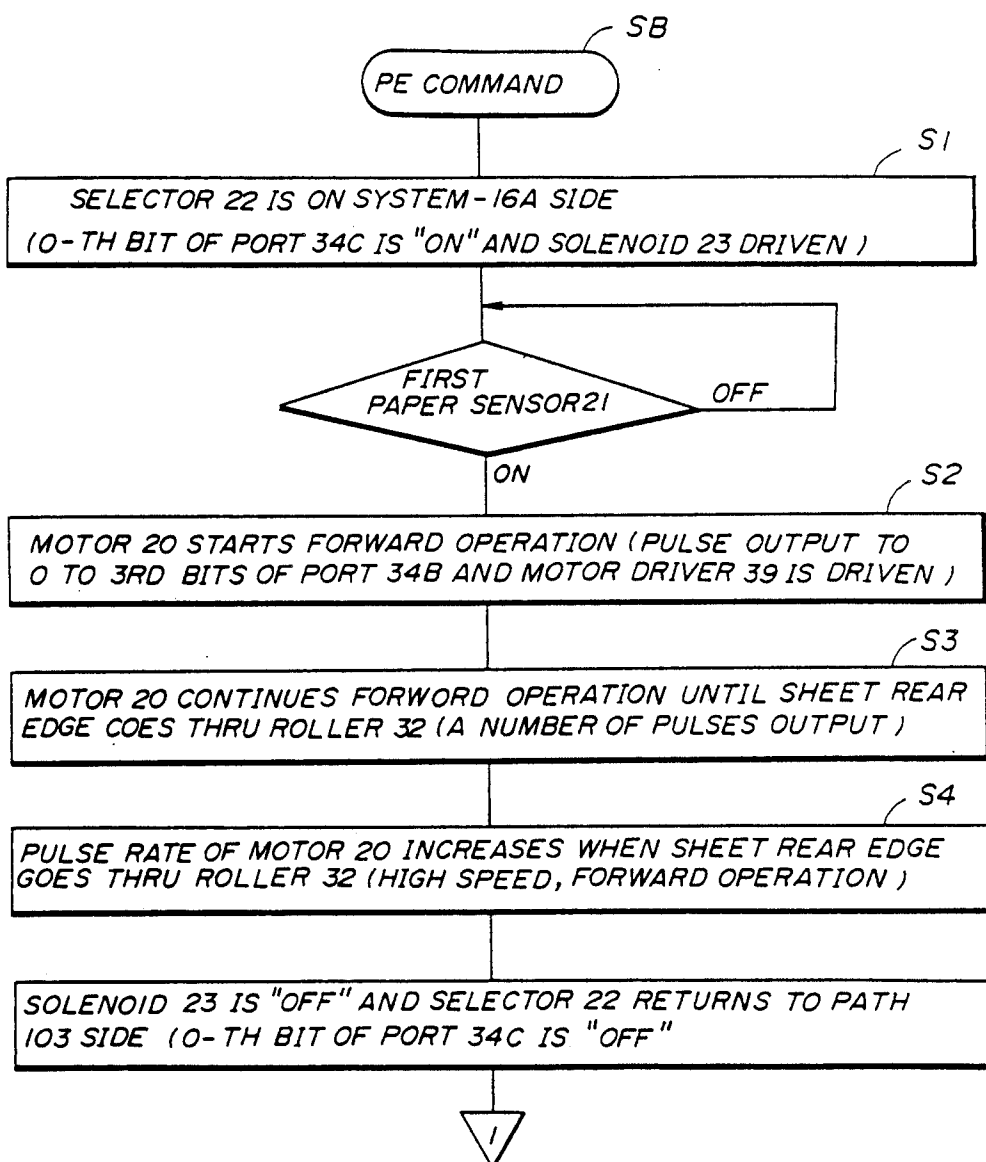 SB
PE COMMAND
S1
SELECTOR 22 IS ON SYSTEM-16A SIDE
(0-TH BIT OF PORT 34C IS "ON" AND SOLENOID 23 DRIVEN)
FIRST
PAPER SENSOR 21
OFF
ON
S2
MOTOR 20 STARTS FORWARD OPERATION (PULSE OUTPUT TO
0 TO 3RD BITS OF PORT 34B AND MOTOR DRIVER 39 IS DRIVEN)
S3
MOTOR 20 CONTINUES FORWORD OPERATION UNTIL SHEET REAR
EDGE COES THRU ROLLER 32 (A NUMBER OF PULSES OUTPUT)
S4
PULSE RATE OF MOTOR 20 INCREASES WHEN SHEET REAR EDGE
GOES THRU ROLLER 32 (HIGH SPEED, FORWARD OPERATION)
SOLENOID 23 IS "OFF" AND SELECTOR 22 RETURNS TO PATH
103 SIDE (0-TH BIT OF PORT 34C IS "OFF"
1